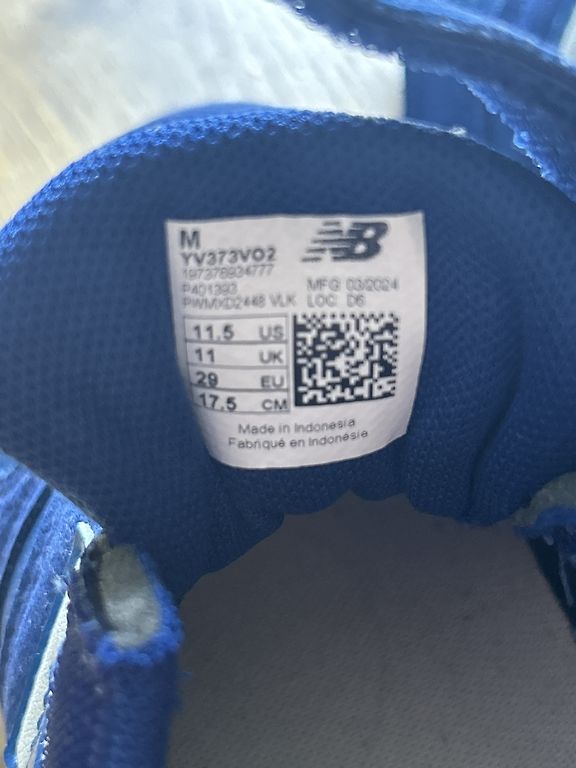 M
NB
YV373VO2
197376934777
P401393
MFG: 03/2024
PWMXD2448 VLK
LOC: D6
11.5 US
11 UK
29 EU
17.5 CM
Made in Indonesia
Fabriqué en Indonésie